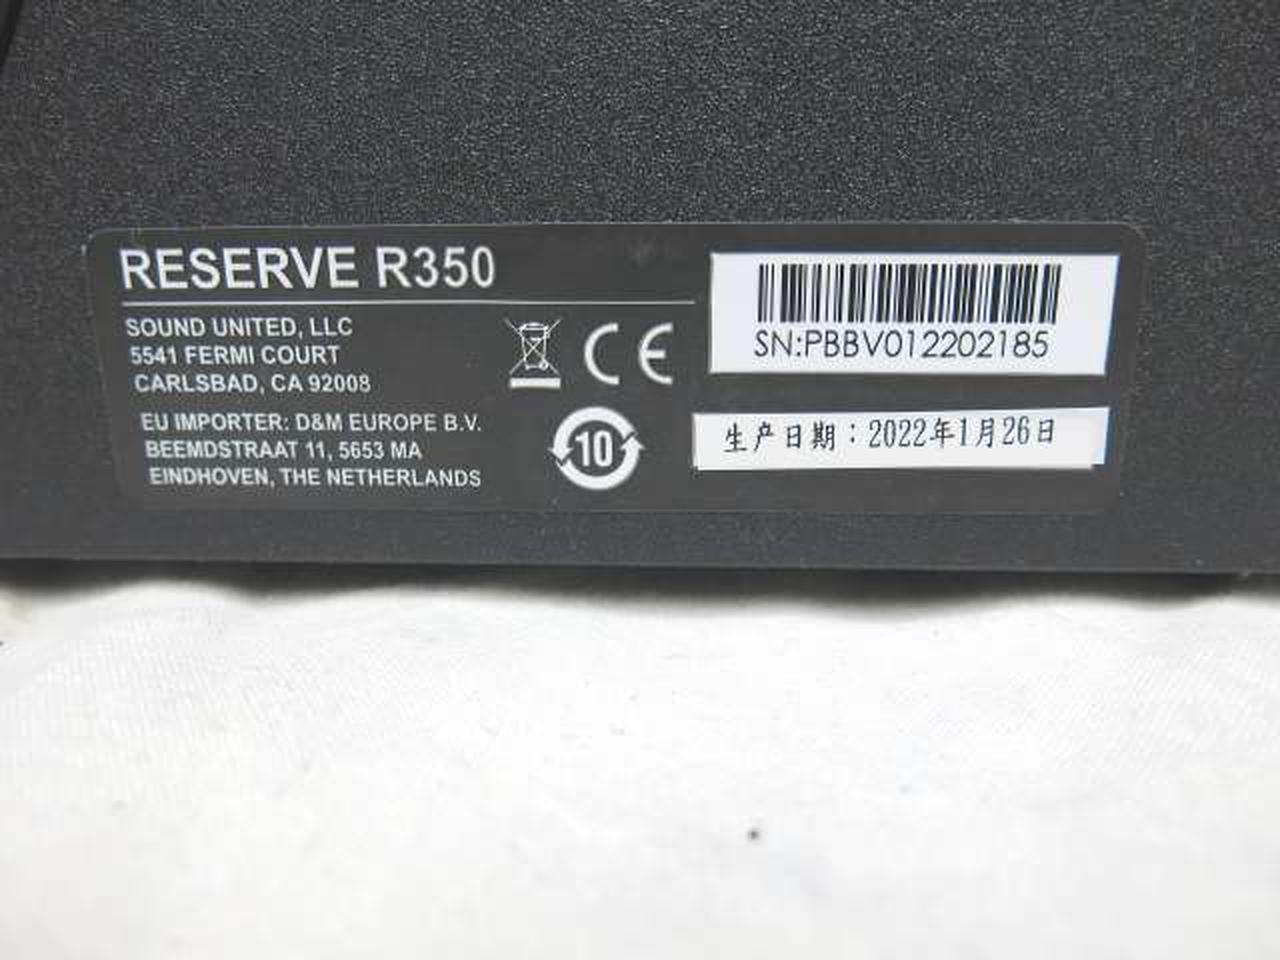 RESERVE R350
SOUND UNITED, LLC
5541 FERMI COURT
CARLSBAD, CA 92008
EU IMPORTER: D&M EUROPE B.V.
BEEMDSTRAAT 11, 5653 MA
EINDHOVEN, THE NETHERLANDS
CE
10
SN:PBBV012202185
生产日期：2022年1月26日